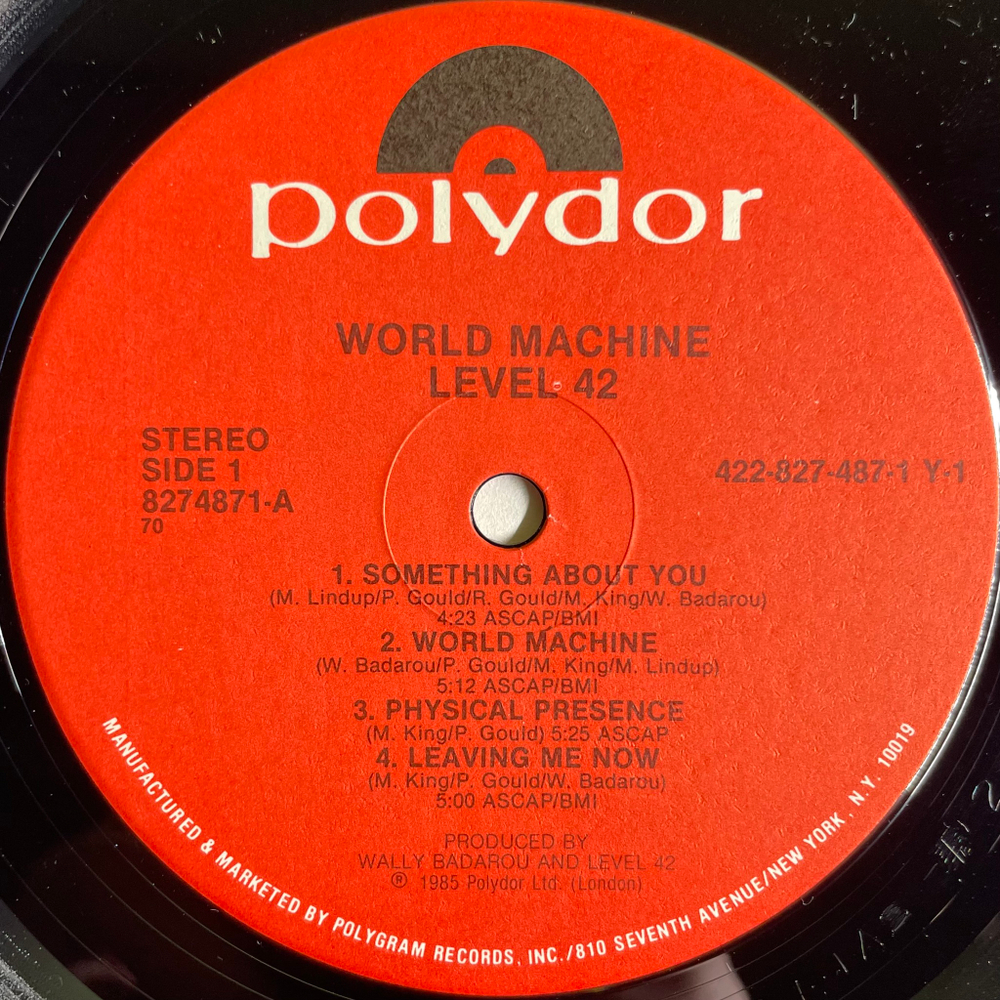 polydor
WORLD MACHINE
LEVEL 42
STEREO
SIDE 1
8274871-A
70
422-827-487-1 Y-1
1. SOMETHING ABOUT YOU
(M. Lindup/P. Gould/R. Gould/M. King/W. Badarou)
4:23 ASCAP/BMI
2. WORLD MACHINE
(W. Badarou/P. Gould/M. King/M. Lindup)
5:12 ASCAP/BMI
3. PHYSICAL PRESENCE
(M. King/P. Gould) 5:25 ASCAP
4. LEAVING ME NOW
(M. King/P. Gould/W. Badarou)
5:00 ASCAP/BMI
PRODUCED BY
WALLY BADAROU AND LEVEL 42
℗ 1985 Polydor Ltd. (London)
MANUFACTURED & MARKETED BY POLYGRAM RECORDS, INC./810 SEVENTH AVENUE/NEW YORK, N.Y. 10019